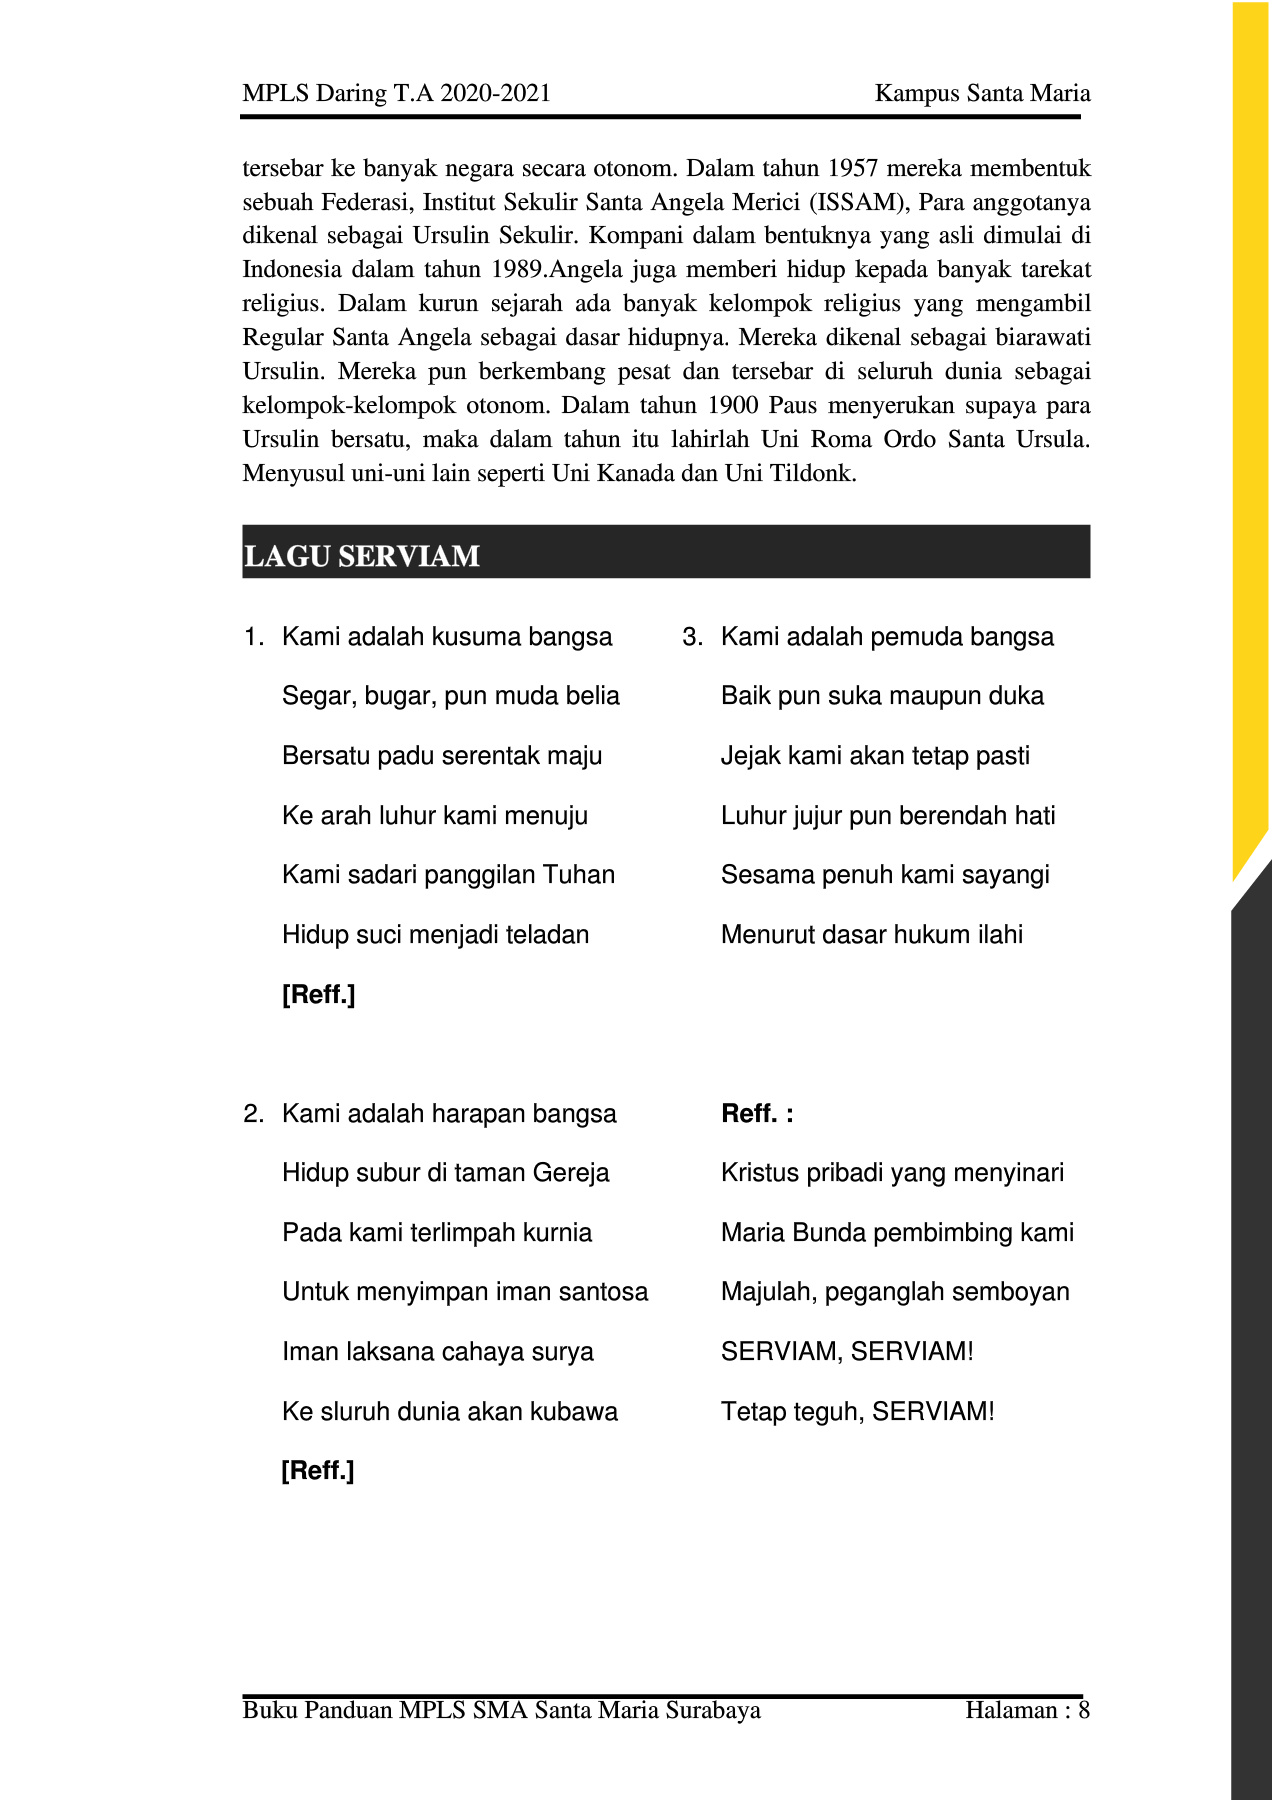 MPLS Daring T.A 2020-2021 Kampus Santa Maria
tersebar ke banyak negara secara otonom. Dalam tahun 1957 mereka membentuk
sebuah Federasi, Institut Sekulir Santa Angela Merici (ISSAM), Para anggotanya
dikenal sebagai Ursulin Sekulir. Kompani dalam bentuknya yang asli dimulai di
Indonesia dalam tahun 1989.Angela juga memberi hidup kepada banyak tarekat
religius. Dalam kurun sejarah ada banyak kelompok religius yang mengambil
Regular Santa Angela sebagai dasar hidupnya. Mereka dikenal sebagai biarawati
Ursulin. Mereka pun berkembang pesat dan tersebar di seluruh dunia sebagai
kelompok-kelompok otonom. Dalam tahun 1900 Paus menyerukan supaya para
Ursulin bersatu, maka dalam tahun itu lahirlah Uni Roma Ordo Santa Ursula.
Menyusul uni-uni lain seperti Uni Kanada dan Uni Tildonk.
LAGU SERVIAM
1. Kami adalah kusuma bangsa
Segar, bugar, pun muda belia
Bersatu padu serentak maju
Ke arah luhur kami menuju
Kami sadari panggilan Tuhan
Hidup suci menjadi teladan
[Reff.]
2. Kami adalah harapan bangsa
Hidup subur di taman Gereja
Pada kami terlimpah kurnia
Untuk menyimpan iman santosa
Iman laksana cahaya surya
Ke sluruh dunia akan kubawa
[Reff.]
3. Kami adalah pemuda bangsa
Baik pun suka maupun duka
Jejak kami akan tetap pasti
Luhur jujur pun berendah hati
Sesama penuh kami sayangi
Menurut dasar hukum ilahi
Reff. :
Kristus pribadi yang menyinari
Maria Bunda pembimbing kami
Majulah, peganglah semboyan
SERVIAM, SERVIAM!
Tetap teguh, SERVIAM!
Buku Panduan MPLS SMA Santa Maria Surabaya Halaman : 8